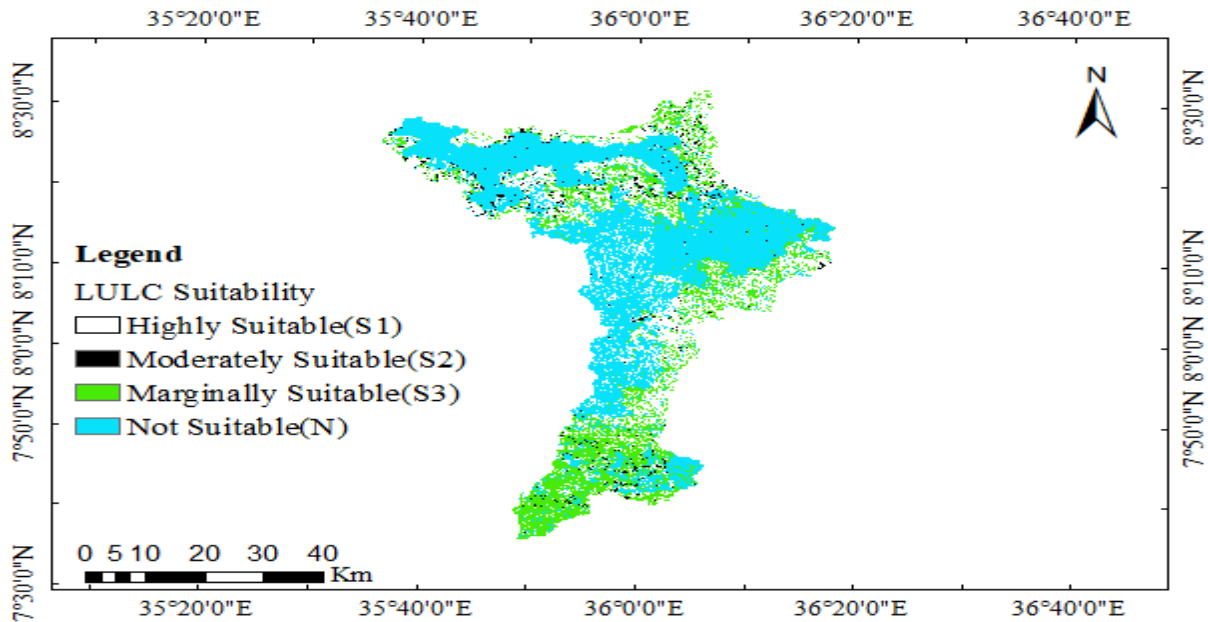 35°20'0"E 35°40'0"E 36°0'0"E 36°20'0"E 36°40'0"E
N
8°30'0"N
8°10'0"N
8°0'0"N
7°50'0"N
7°30'0"N
Legend
LULC Suitability
Highly Suitable(S1)
Moderately Suitable(S2)
Marginally Suitable(S3)
Not Suitable(N)
0 5 10 20 30 40
Km
8°30'0"N
8°10'0"N
8°0'0"N
7°50'0"N
35°20'0"E 35°40'0"E 36°0'0"E 36°20'0"E 36°40'0"E